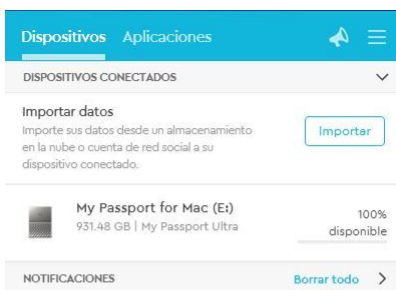 Dispositivos Aplicaciones
DISPOSITIVOS CONECTADOS
Importar datos
Importe sus datos desde un almacenamiento
en la nube o cuenta de red social a su
dispositivo conectado.
Importar
My Passport for Mac (E:)
931.48 GB | My Passport Ultra
100%
disponible
NOTIFICACIONES Borrar todo